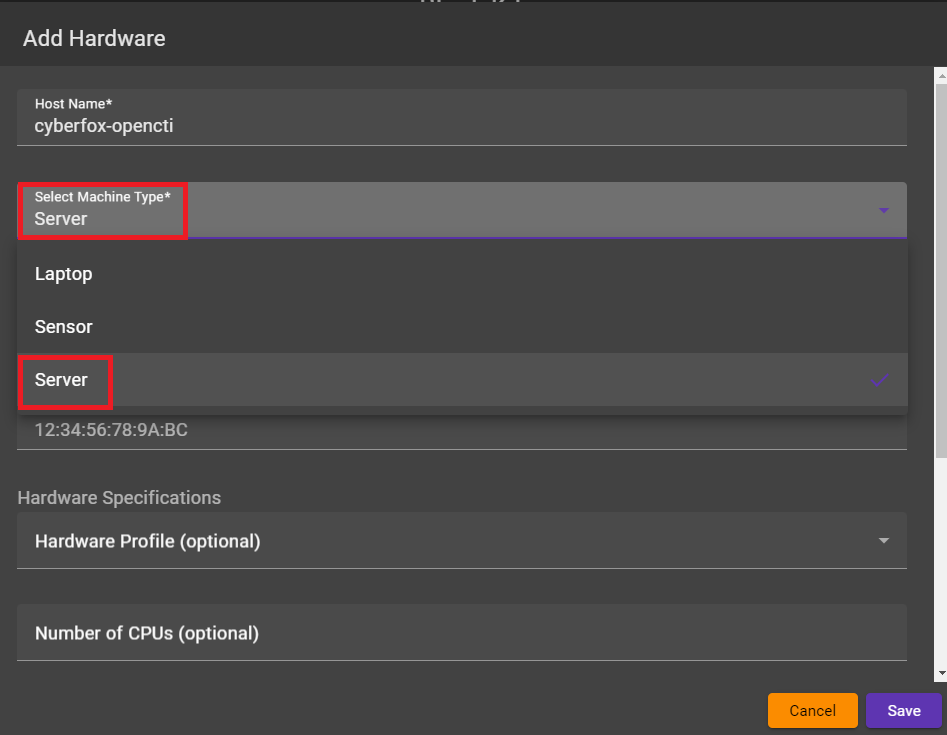 Add Hardware
Host Name*
cyberfox-opencti
Select Machine Type*
Server
Laptop
Sensor
Server
12:34:56:78:9A:BC
Hardware Specifications
Hardware Profile (optional)
Number of CPUs (optional)
Cancel Save